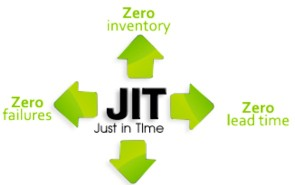 Zero
inventory
Zero
failures
JIT
Just in TIme
Zero
lead time